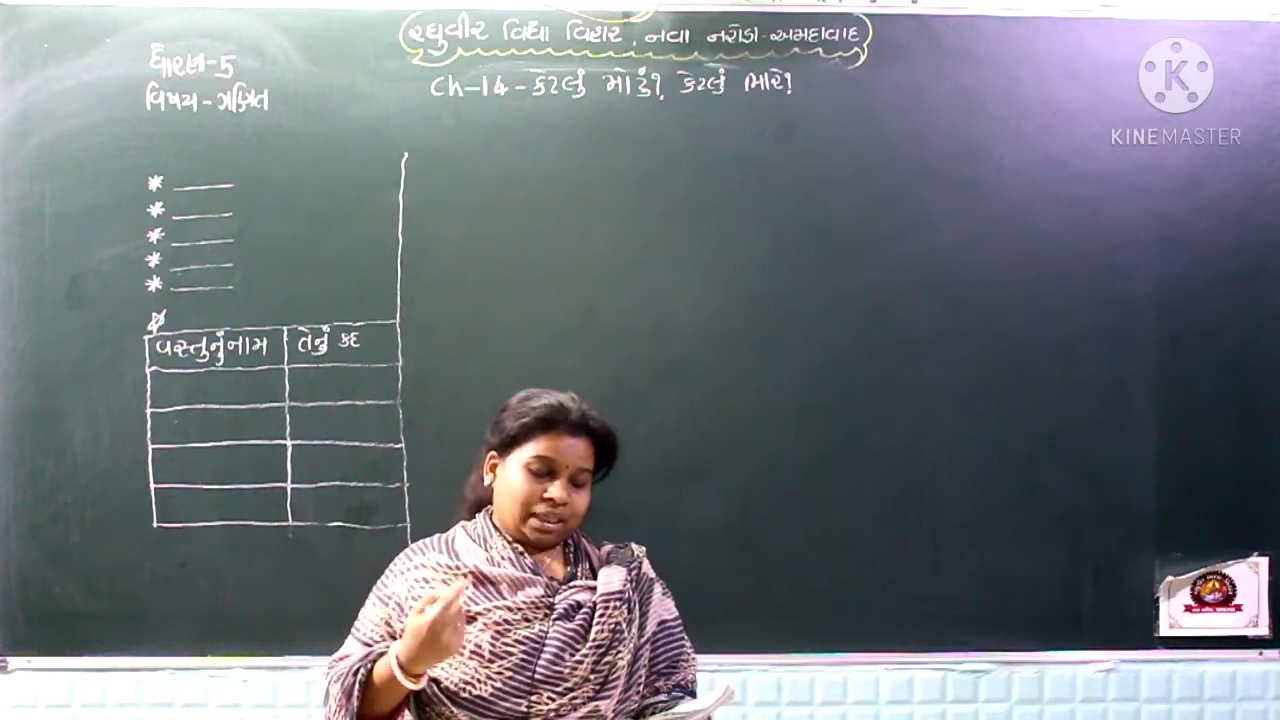 રઘુવીર વિદ્યા વિહાર, નવા નરોડા-અમદાવાદ
ધોરણ-5
વિષય - ગણિત
Ch-14 - કેટલું મોટું? કેટલું ભારે?
KINEMASTER
વસ્તુનું નામ તેનું કદ